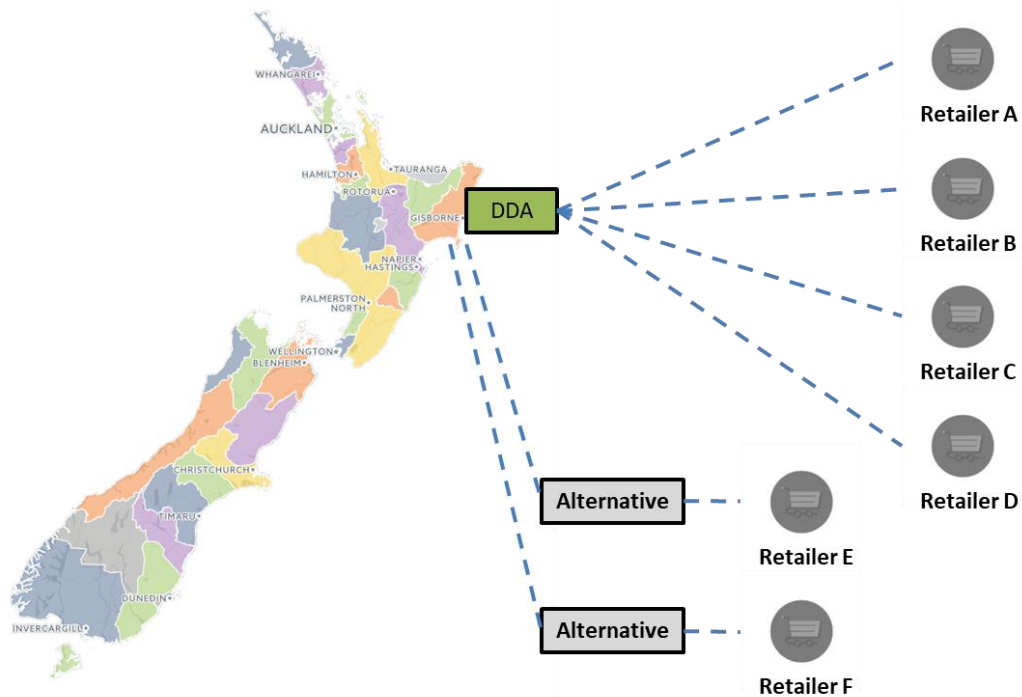 WHANGAREI
AUCKLAND
HAMILTON
TAURANGA
ROTORUA
GISBORNE
NAPIER
HASTINGS
PALMERSTON
NORTH
WELLINGTON
BLENHEIM
CHRISTCHURCH
TIMARU
DUNEDIN
INVERCARGILL
DDA
Retailer A
Retailer B
Retailer C
Retailer D
Alternative
Retailer E
Alternative
Retailer F